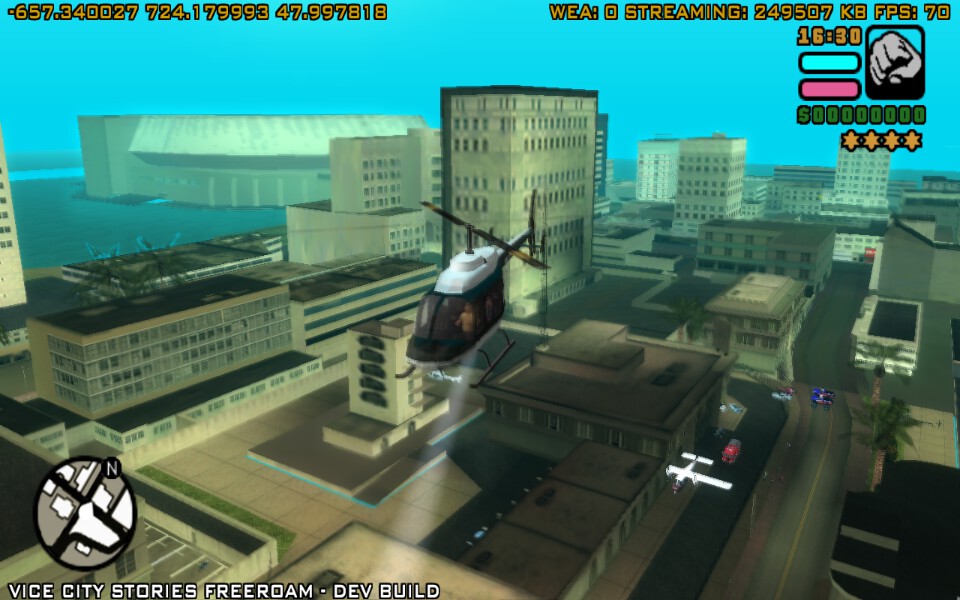 -657.340027 724.179993 47.997818
WEA: 0 STREAMING: 249507 KB FPS: 70
16:30
$00000000
N
VICE CITY STORIES FREEROAM - DEV BUILD